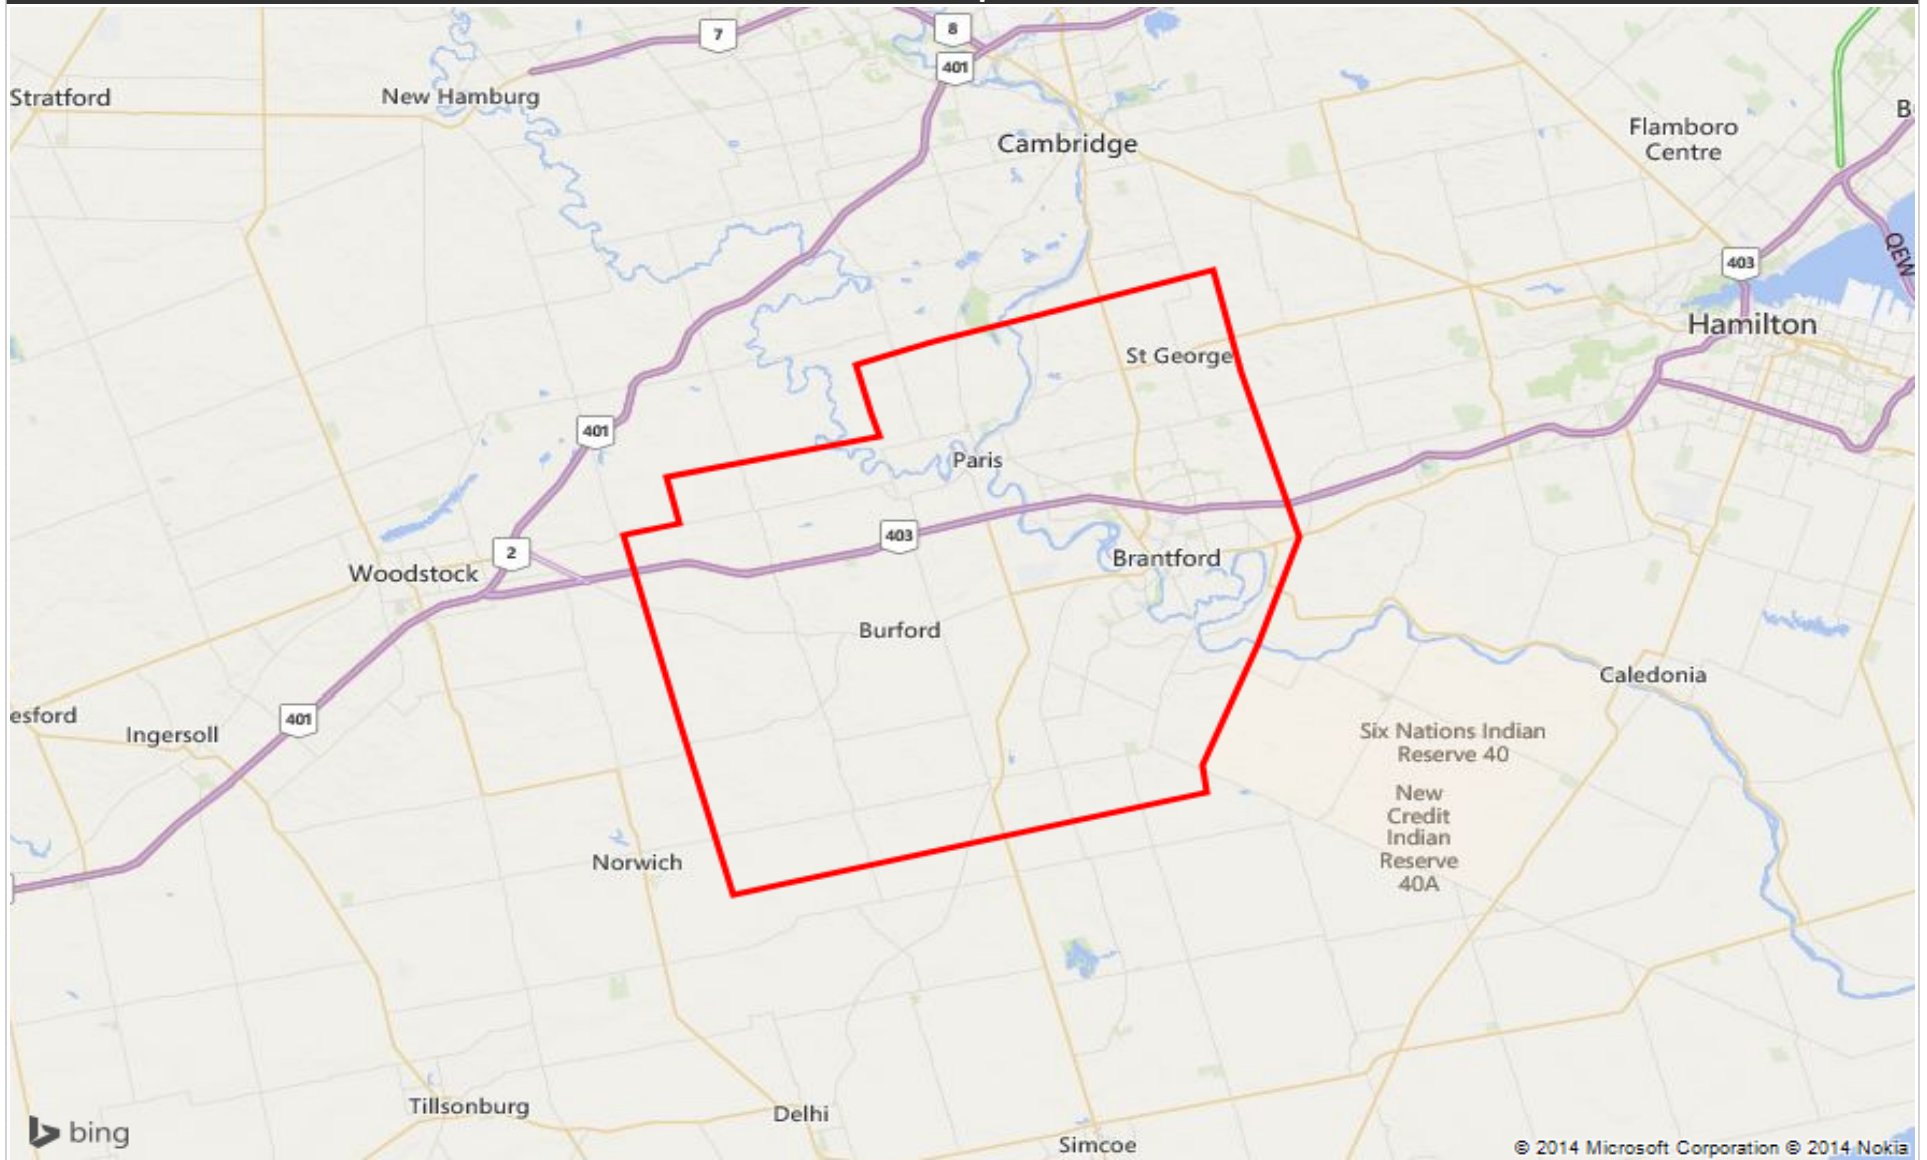 7
8
401
Stratford
New Hamburg
B
Flamboro
Centre
Cambridge
QEW
403
Hamilton
St George
401
Paris
403
2
Woodstock
Brantford
Burford
Caledonia
esford
401
Ingersoll
Six Nations Indian
Reserve 40
New
Credit
Indian
Reserve
40A
Norwich
Tillsonburg
Delhi
bing
Simcoe
© 2014 Microsoft Corporation © 2014 Nokia